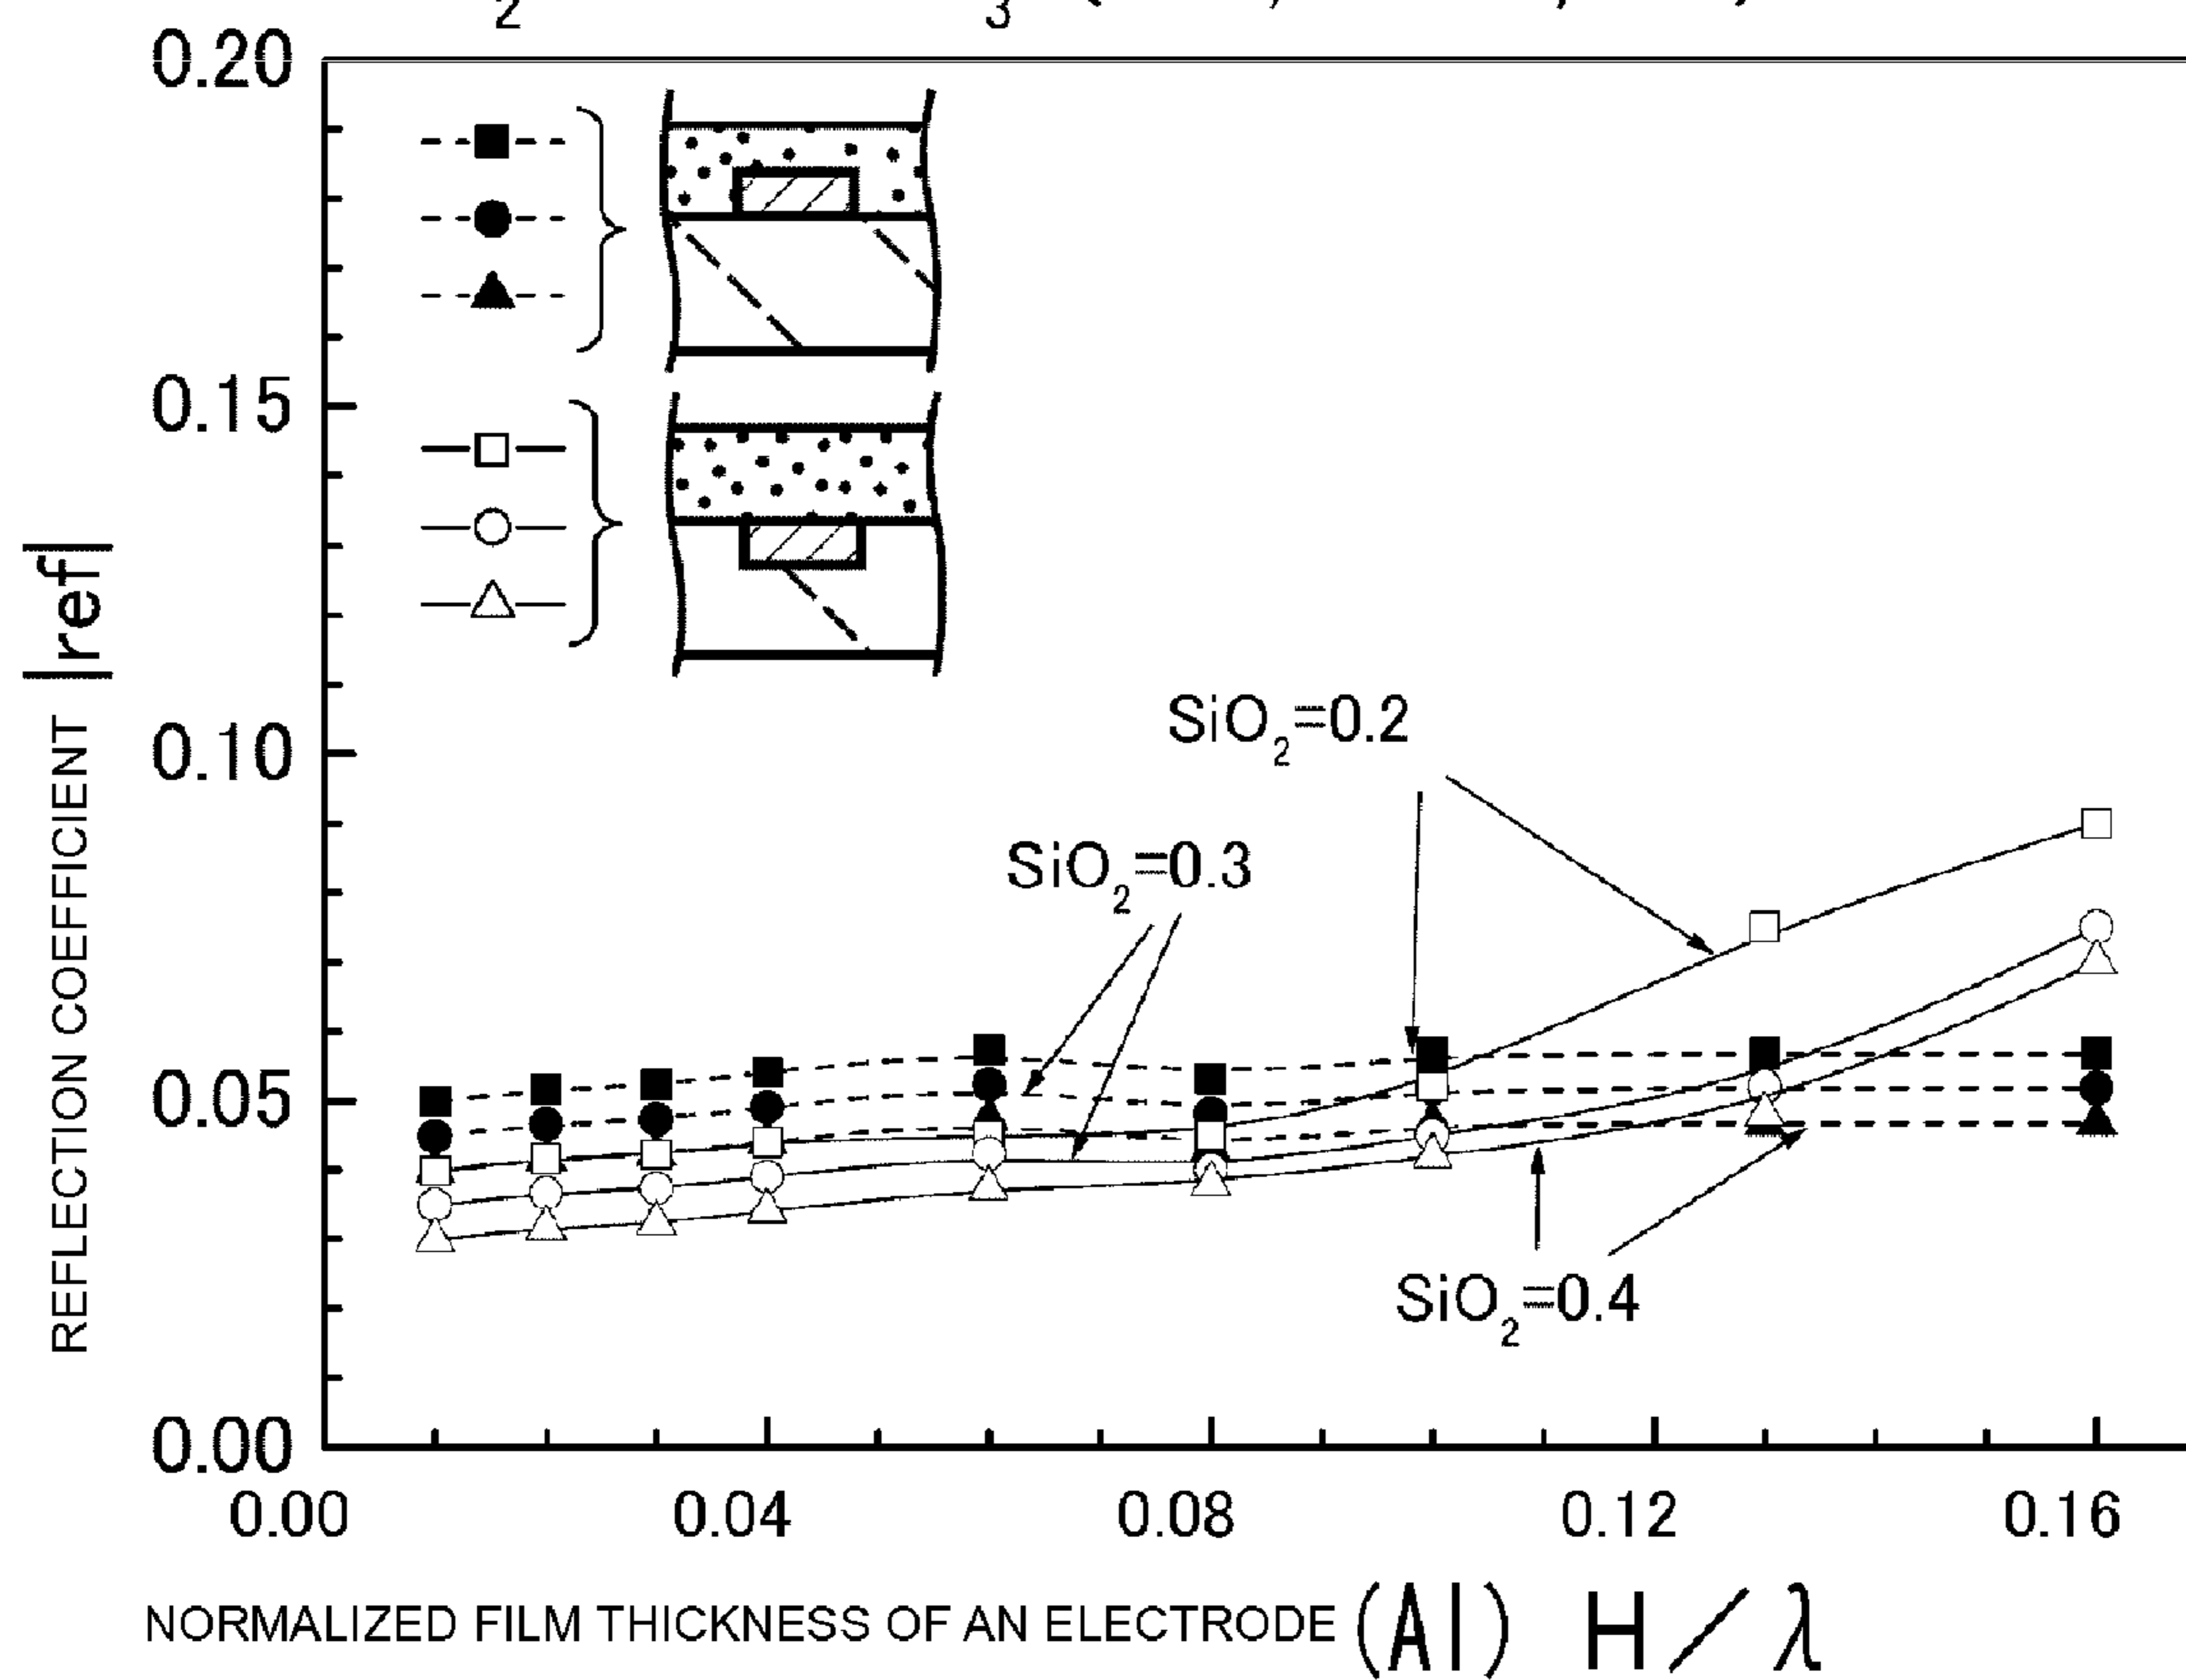 2 3
0.20
0.15
0.10
0.05
0.00
REFLECTION COEFFICIENT |ref|
SiO2=0.2
SiO2=0.3
SiO2=0.4
0.00 0.04 0.08 0.12 0.16
NORMALIZED FILM THICKNESS OF AN ELECTRODE (Al) H/λ